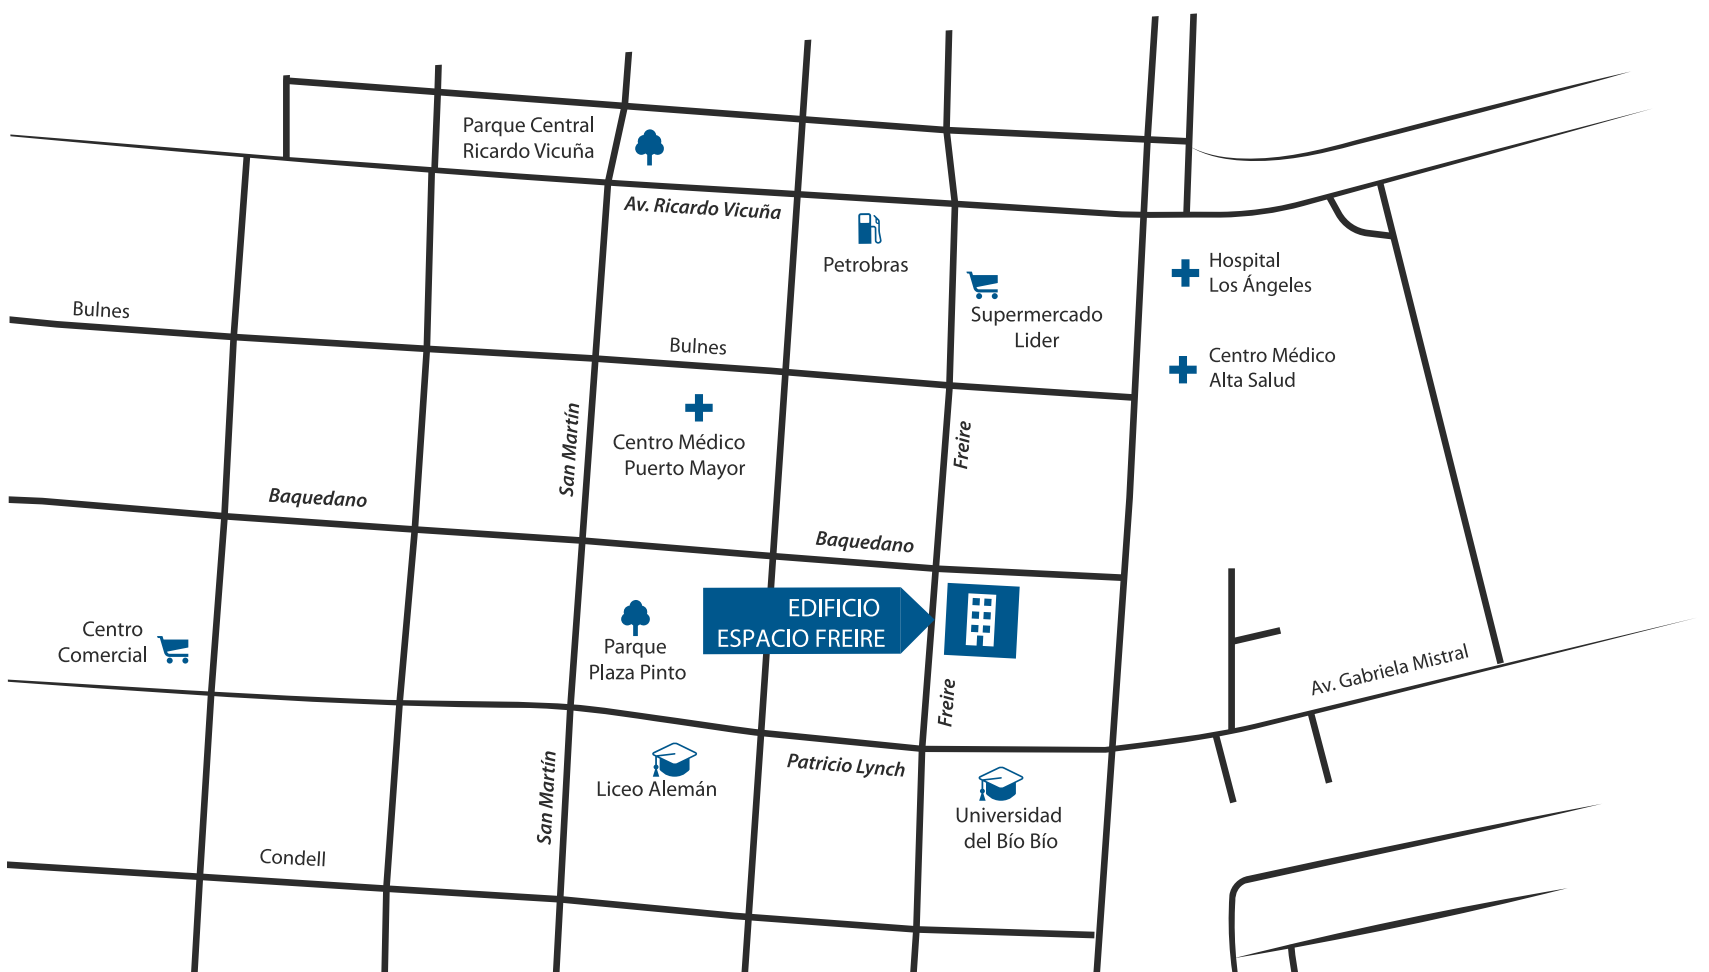 Parque Central
Ricardo Vicuña
Av. Ricardo Vicuña
Petrobras
Hospital
Los Ángeles
Supermercado
Lider
Bulnes
Bulnes
Centro Médico
Alta Salud
San Martín
Centro Médico
Puerto Mayor
Freire
Baquedano
Baquedano
EDIFICIO
ESPACIO FREIRE
Centro
Comercial
Parque
Plaza Pinto
Freire
Av. Gabriela Mistral
San Martín
Liceo Alemán
Patricio Lynch
Universidad
del Bío Bío
Condell